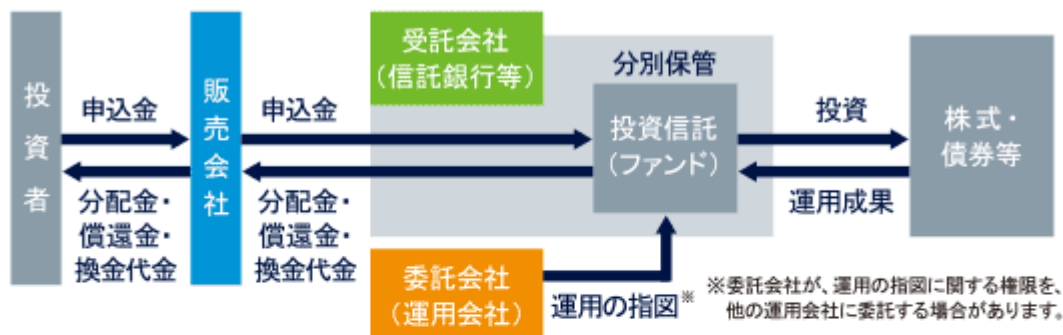 投資者
申込金
分配金・
償還金・
換金代金
販売会社
申込金
分配金・
償還金・
換金代金
受託会社
（信託銀行等）
分別保管
投資信託
（ファンド）
委託会社
（運用会社）
運用の指図※
投資
運用成果
株式・
債券等
※委託会社が、運用の指図に関する権限を、
他の運用会社に委託する場合があります。